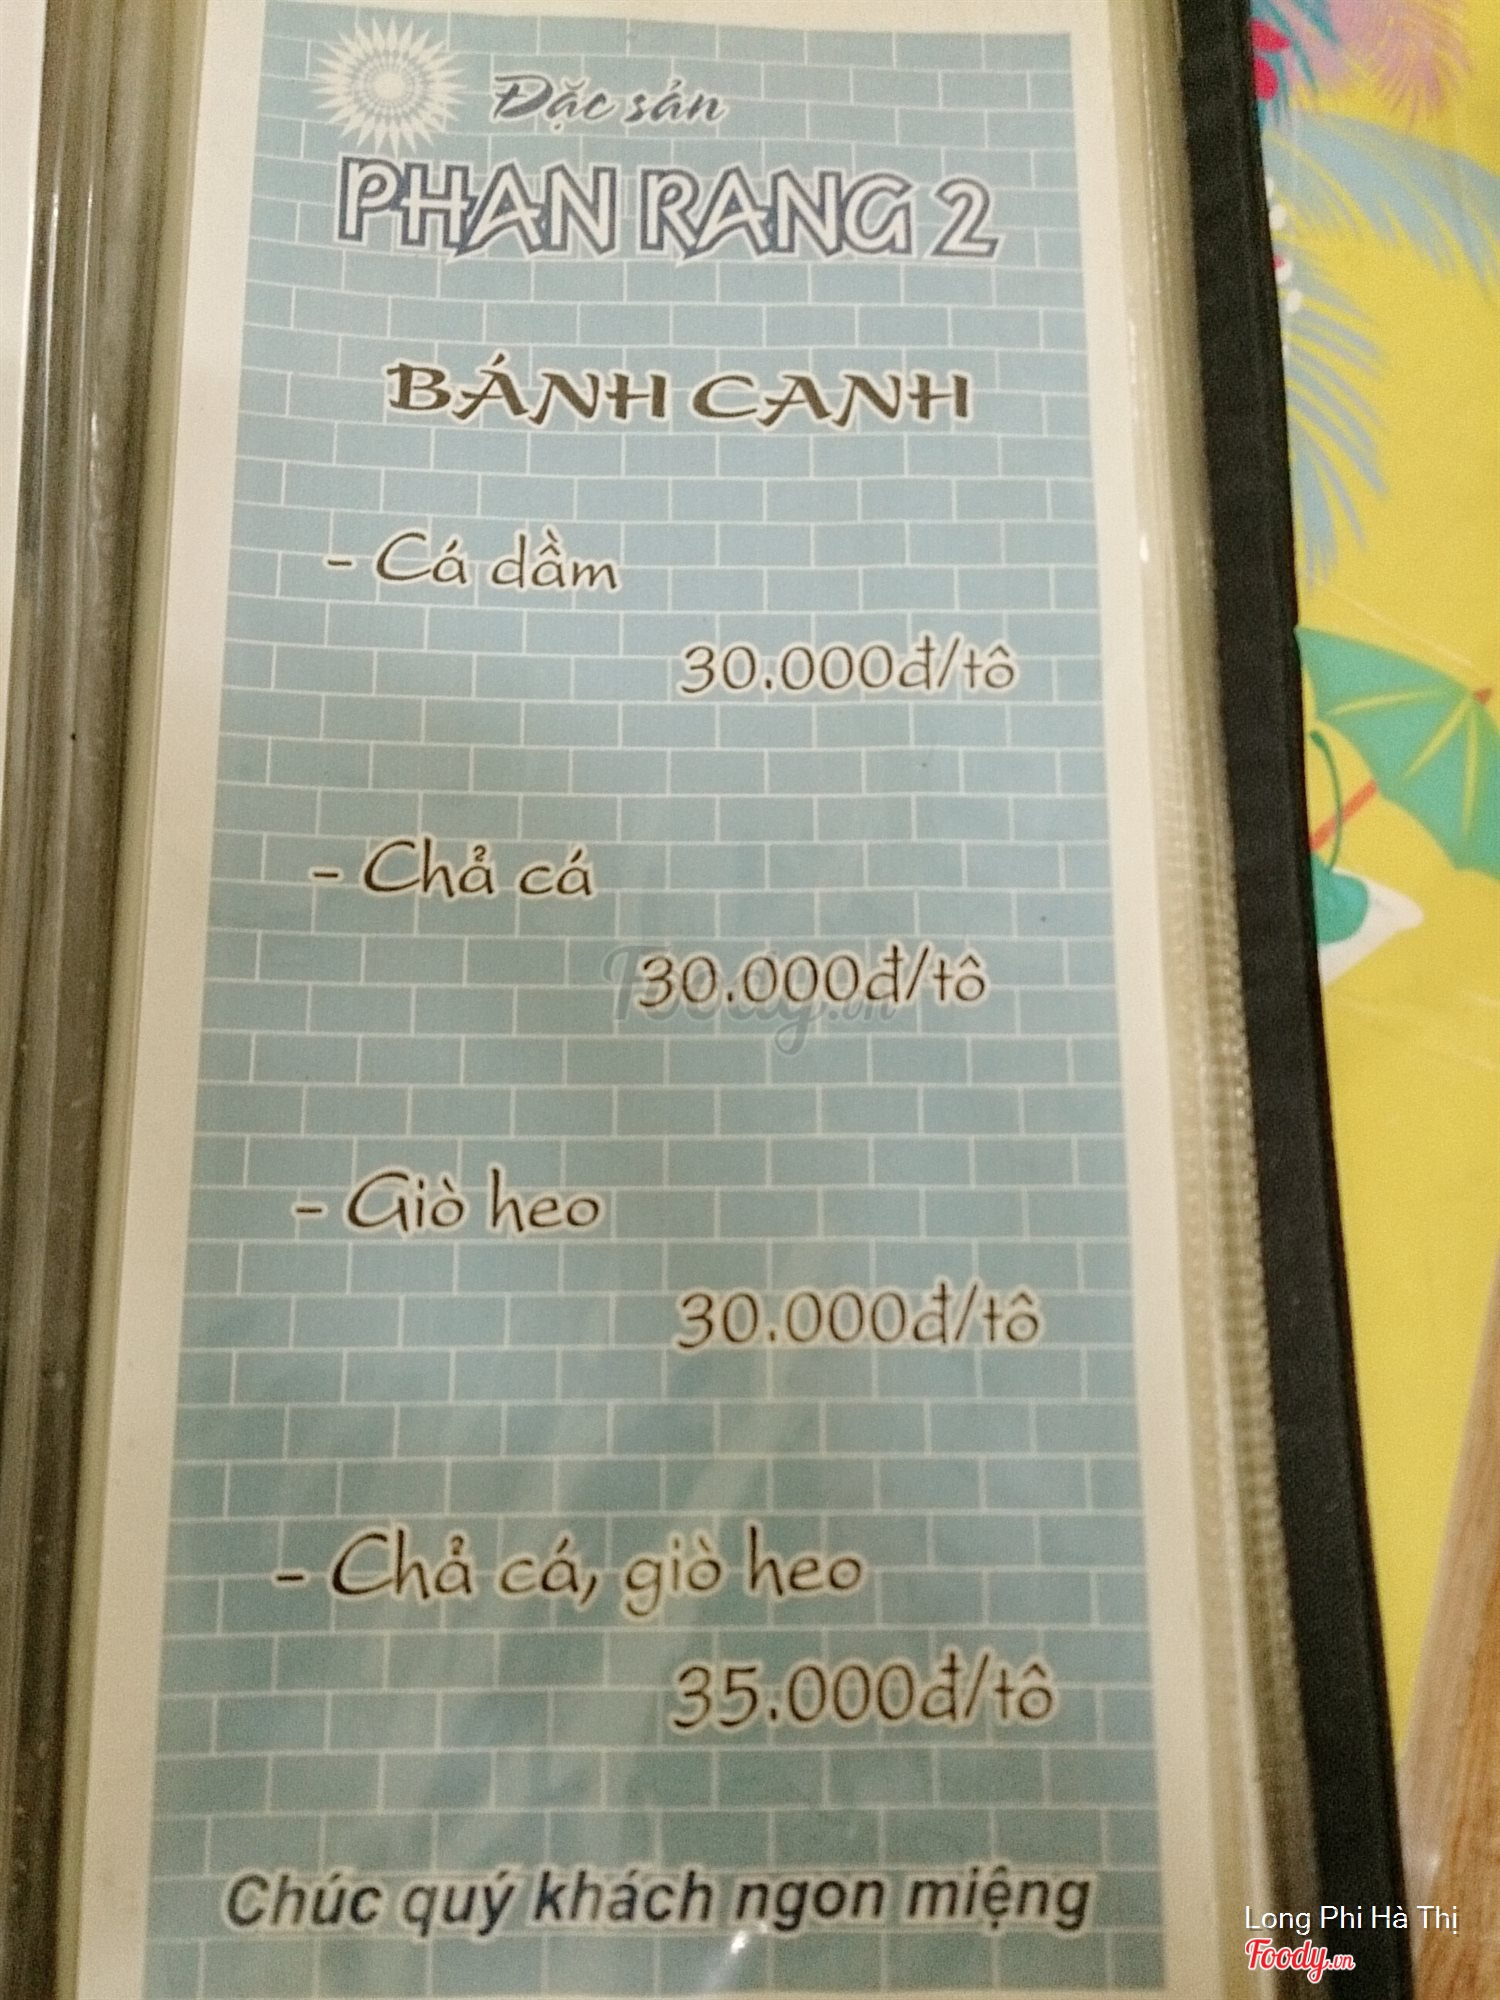 Đặc sản
PHAN RANG 2
BÁNH CANH
- Cá dầm
30.000đ/tô
- Chả cá
30.000đ/tô
Foody.vn
- Giò heo
30.000đ/tô
- Chả cá, giò heo
35.000đ/tô
Chúc quý khách ngon miệng
Long Phi Hà Thị
Foody.vn